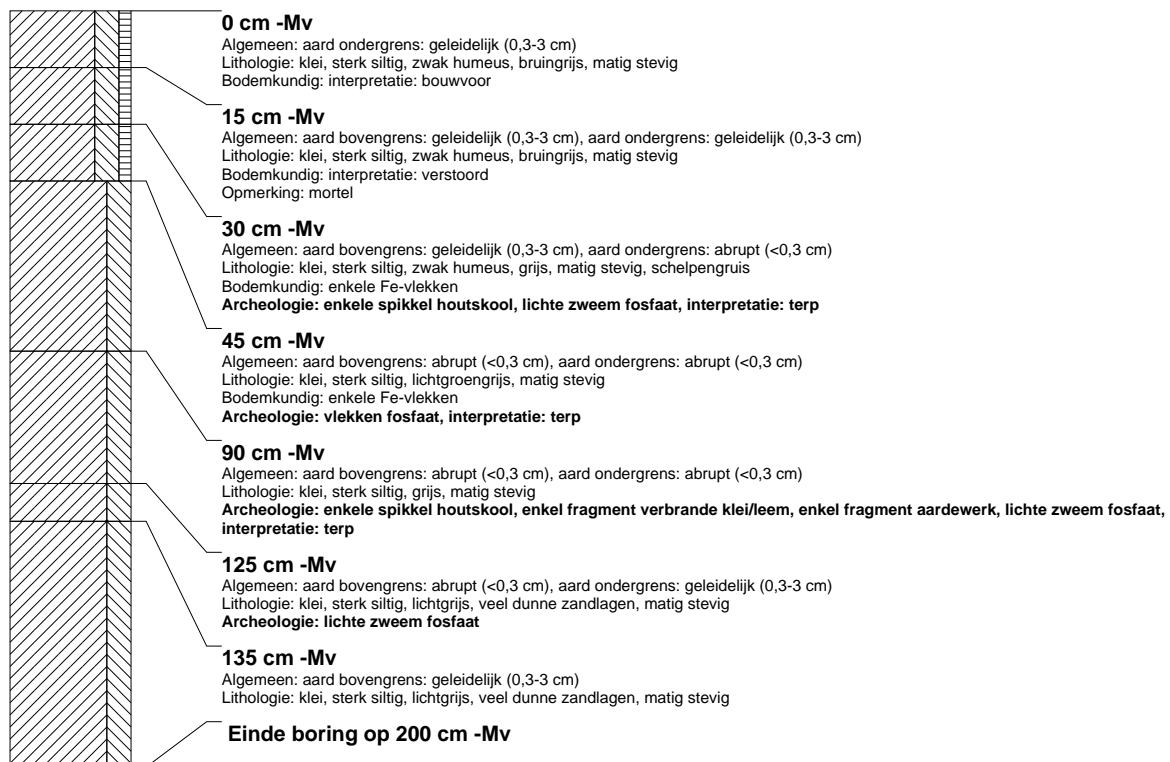 0 cm -Mv
Algemeen: aard ondergrens: geleidelijk (0,3-3 cm)
Lithologie: klei, sterk siltig, zwak humeus, bruingrijs, matig stevig
Bodemkundig: interpretatie: bouwvoor
15 cm -Mv
Algemeen: aard bovengrens: geleidelijk (0,3-3 cm), aard ondergrens: geleidelijk (0,3-3 cm)
Lithologie: klei, sterk siltig, zwak humeus, bruingrijs, matig stevig
Bodemkundig: interpretatie: verstoord
Opmerking: mortel
30 cm -Mv
Algemeen: aard bovengrens: geleidelijk (0,3-3 cm), aard ondergrens: abrupt (<0,3 cm)
Lithologie: klei, sterk siltig, zwak humeus, grijs, matig stevig, schelpengruis
Bodemkundig: enkele Fe-vlekken
Archeologie: enkele spikkel houtskool, lichte zweem fosfaat, interpretatie: terp
45 cm -Mv
Algemeen: aard bovengrens: abrupt (<0,3 cm), aard ondergrens: abrupt (<0,3 cm)
Lithologie: klei, sterk siltig, lichtgroengrijs, matig stevig
Bodemkundig: enkele Fe-vlekken
Archeologie: vlekken fosfaat, interpretatie: terp
90 cm -Mv
Algemeen: aard bovengrens: abrupt (<0,3 cm), aard ondergrens: abrupt (<0,3 cm)
Lithologie: klei, sterk siltig, grijs, matig stevig
Archeologie: enkele spikkel houtskool, enkel fragment verbrande klei/leem, enkel fragment aardewerk, lichte zweem fosfaat,
interpretatie: terp
125 cm -Mv
Algemeen: aard bovengrens: abrupt (<0,3 cm), aard ondergrens: geleidelijk (0,3-3 cm)
Lithologie: klei, sterk siltig, lichtgrijs, veel dunne zandlagen, matig stevig
Archeologie: lichte zweem fosfaat
135 cm -Mv
Algemeen: aard bovengrens: geleidelijk (0,3-3 cm)
Lithologie: klei, sterk siltig, lichtgrijs, veel dunne zandlagen, matig stevig
Einde boring op 200 cm -Mv